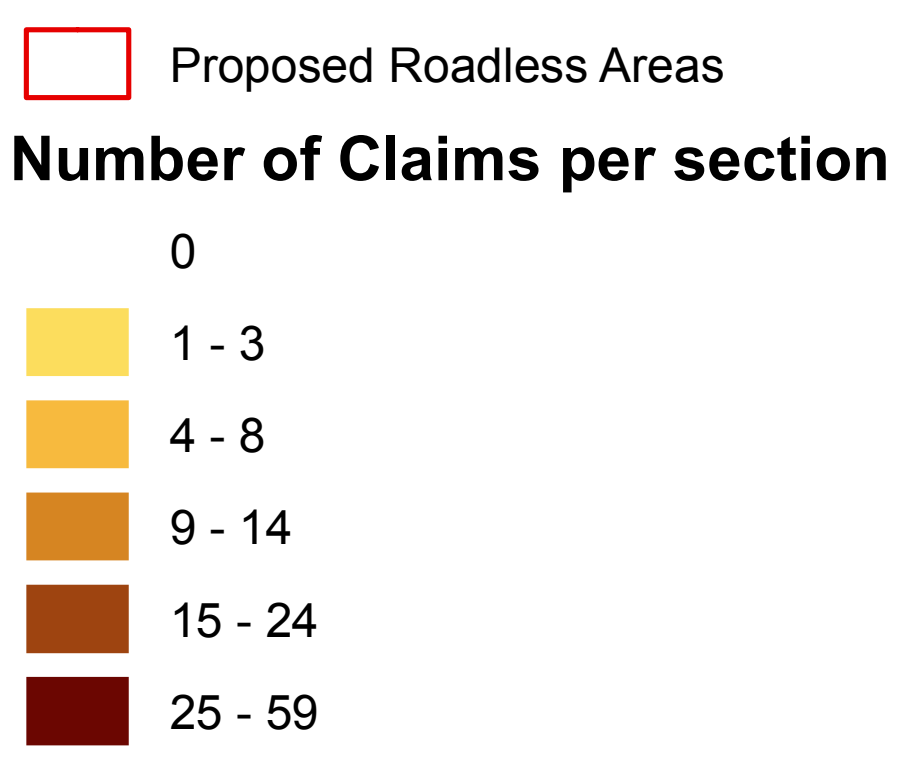 Proposed Roadless Areas
Number of Claims per section
0
1 - 3
4 - 8
9 - 14
15 - 24
25 - 59